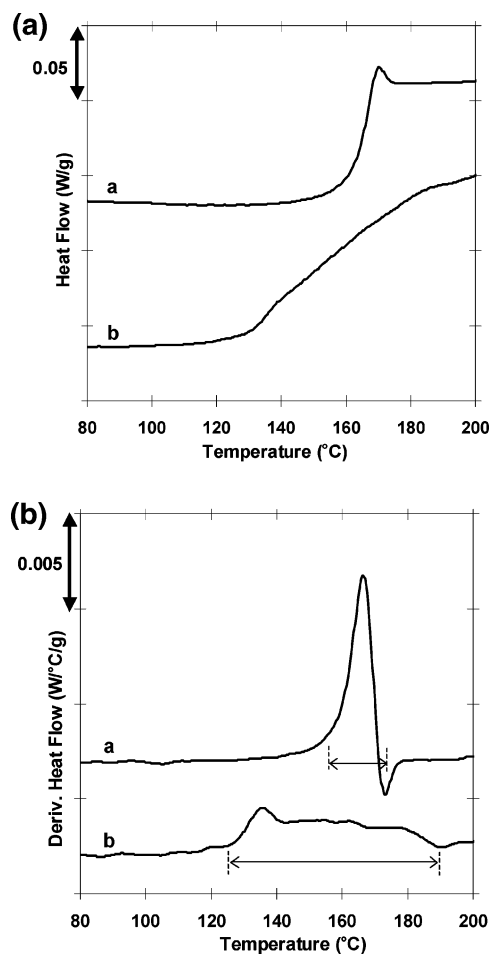 (a)
0.05
Heat Flow (W/g)
a
b
80 100 120 140 160 180 200
Temperature (°C)
(b)
0.005
Deriv. Heat Flow (W/°C/g)
a
b
80 100 120 140 160 180 200
Temperature (°C)